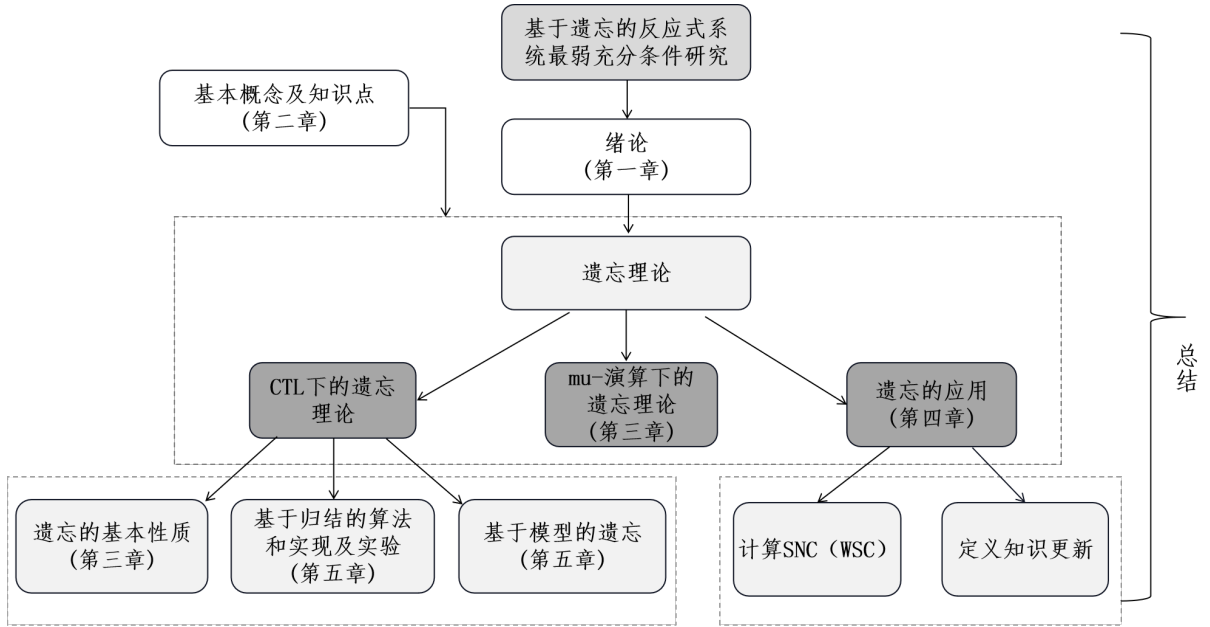 基于遗忘的反应式系
统最弱充分条件研究
基本概念及知识点
(第二章)
绪论
(第一章)
遗忘理论
CTL下的遗忘
理论
mu-演算下的
遗忘理论
(第三章)
遗忘的应用
(第四章)
遗忘的基本性质
(第三章)
基于归结的算法
和实现及实验
(第五章)
基于模型的遗忘
(第五章)
计算SNC（WSC）
定义知识更新
总
结